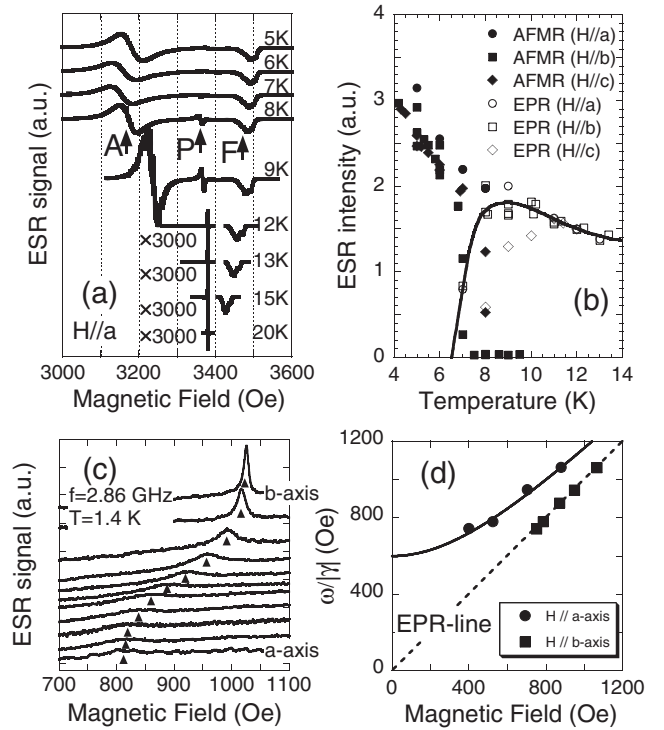 ESR signal (a.u.)
5K
6K
7K
8K
A
P
F
9K
12K
×3000
13K
×3000
(a)
15K
×3000
H//a
×3000
20K
3000 3200 3400 3600
Magnetic Field (Oe)
ESR intensity (a.u.)
4
3
2
1
0
AFMR (H//a)
AFMR (H//b)
AFMR (H//c)
EPR (H//a)
EPR (H//b)
EPR (H//c)
(b)
4 6 8 10 12 14
Temperature (K)
ESR signal (a.u.)
(c)
f=2.86 GHz
b-axis
T=1.4 K
a-axis
700 800 900 1000 1100
Magnetic Field (Oe)
ω/|γ| (Oe)
1200
800
400
0
(d)
EPR-line
H // a-axis
H // b-axis
0 400 800 1200
Magnetic Field (Oe)